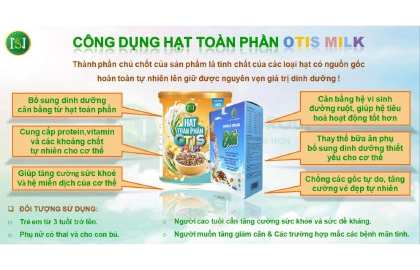 CÔNG DỤNG HẠT TOÀN PHẦN OTIS MILK
Thành phần chủ chốt của sản phẩm là tinh chất của các loại hạt có nguồn gốc
hoàn toàn tự nhiên lên giữ được nguyên vẹn giá trị dinh dưỡng !
Bổ sung dinh dưỡng
cân bằng từ hạt toàn phần
Cung cấp protein,vitamin
và các khoáng chất
tự nhiên cho cơ thể
Giúp tăng cường sức khoẻ
và hệ miễn dịch của cơ thể
HẠT
TOÀN PHẦN
OTIS
Cân bằng hệ vi sinh
đường ruột, giúp hệ tiêu
hoá hoạt động tốt hơn
Thay thế bữa ăn phụ
bổ sung dinh dưỡng thiết
yếu cho cơ thể
Chống các gốc tự do, tăng
cường vẻ đẹp tự nhiên
ĐỐI TƯỢNG SỬ DỤNG:
Trẻ em từ 3 tuổi trở lên.
Phụ nữ có thai và cho con bú.
Người cao tuổi cần tăng cường sức khỏe và sức đề kháng.
Người muốn tăng giảm cân & Các trường hợp mắc các bệnh mãn tính.